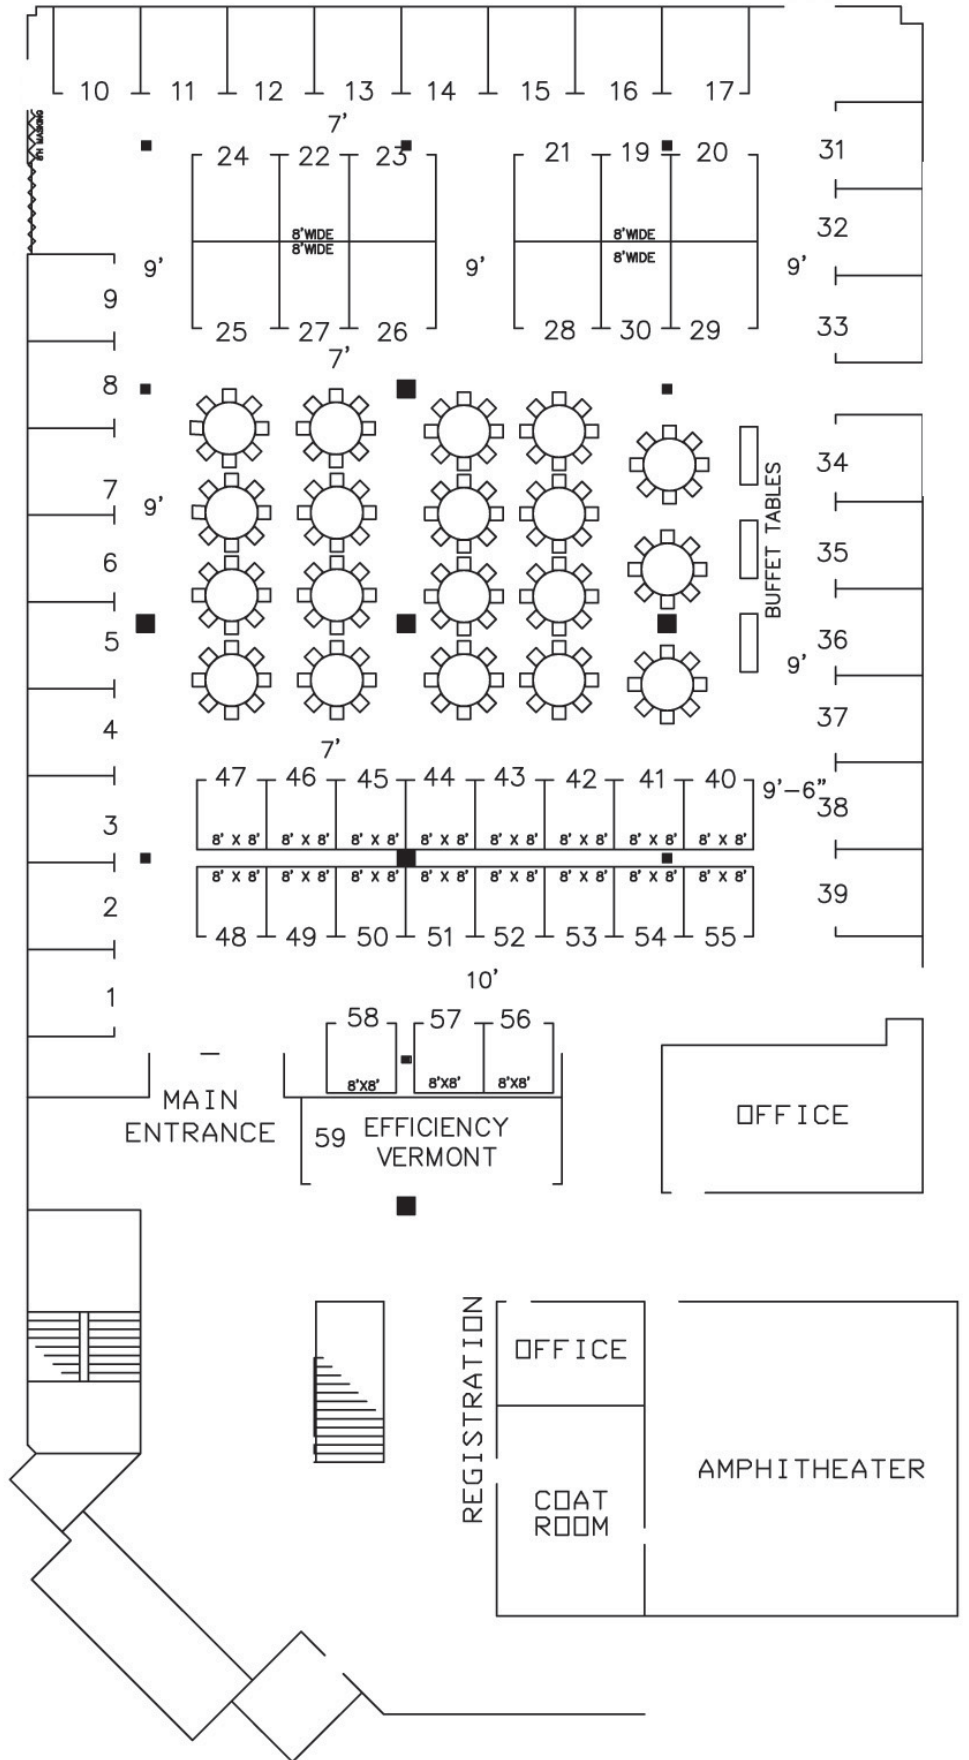 10 11 12 13 14 15 16 17
7'
24 22 23 21 19 20 31
32
8'WIDE 8'WIDE
8'WIDE 8'WIDE
9' 9' 9'
9
25 27 26 28 30 29 33
7'
8
34
7 9'
BUFFET TABLES
6 35
5 36
9'
4 37
7'
47 46 45 44 43 42 41 40 9'-6"
3 38
8' X 8' 8' X 8' 8' X 8' 8' X 8' 8' X 8' 8' X 8' 8' X 8' 8' X 8'
8' X 8' 8' X 8' 8' X 8' 8' X 8' 8' X 8' 8' X 8' 8' X 8' 8' X 8'
2 39
48 49 50 51 52 53 54 55
10'
1
58 57 56
8'X8' 8'X8' 8'X8'
MAIN
ENTRANCE
59 EFFICIENCY
VERMONT
OFFICE
REGISTRATION
OFFICE
COAT
ROOM
AMPHITHEATER